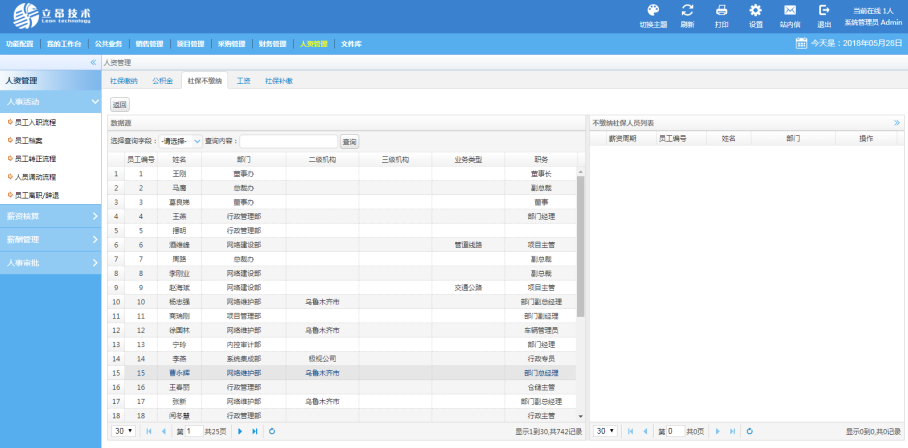 立昂技术
Leon technology
切换主题 刷新 打印 设置 站内信 退出
当前在线 1人
系统管理员 Admin
功能配置 我的工作台 公共业务 销售管理 项目管理 采购管理 财务管理 人资管理 文件库
今天是：2018年05月28日
人资管理
人资管理
社保缴纳 公积金 社保不缴纳 工资 社保补缴
人事活动
返回
员工入职流程
员工档案
员工转正流程
人员调动流程
员工离职/辞退
薪资核算
薪酬管理
人事审批
数据源
选择查询字段： -请选择- 查询内容： 查询
员工编号 姓名 部门 二级机构 三级机构 业务类型 职务
1 1 王刚 董事办 董事长
2 2 马鹰 总裁办 副总裁
3 3 葛良娣 董事办 董事
4 4 王燕 行政管理部 部门经理
5 5 行政管理部
6 6 酒维峰 网络建设部 管道线路 项目主管
7 7 周路 总裁办 副总裁
8 8 李刚业 网络建设部 副总裁
9 9 赵海斌 网络建设部 交通公路 项目主管
10 10 杨志强 网络维护部 乌鲁木齐市 部门副总经理
11 11 窦瑞刚 项目管理部 部门副经理
12 12 徐国林 网络维护部 乌鲁木齐市 车辆管理员
13 13 宁玲 内控审计部 部门经理
14 14 李燕 系统集成部 极视公司 行政专员
15 15 曹永辉 网络维护部 乌鲁木齐市 部门总经理
16 16 王春丽 行政管理部 仓储主管
17 17 张新 网络维护部 乌鲁木齐市 部门副总经理
18 18 闫冬慧 行政管理部 行政主管
30 第 1 共25页 显示1到30,共742记录
不缴纳社保人员列表
薪资周期 员工编号 姓名 部门 操作
30 第 0 共0页 显示0到0,共0记录